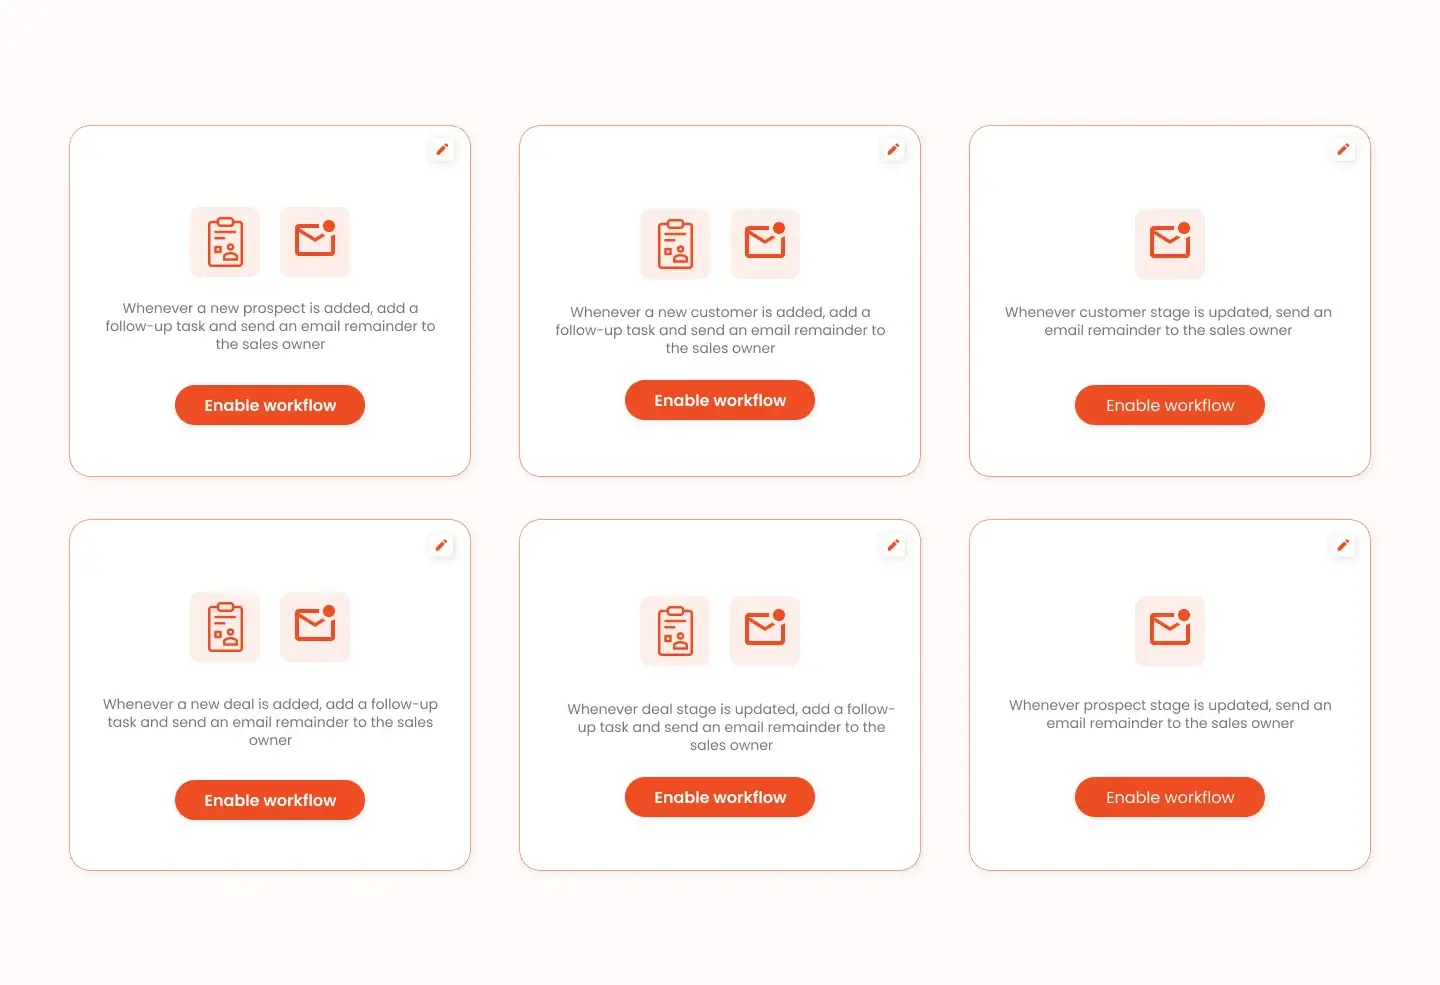 Whenever a new prospect is added, add a
follow-up task and send an email remainder to
the sales owner
Enable workflow
Whenever a new customer is added, add a
follow-up task and send an email remainder to
the sales owner
Enable workflow
Whenever customer stage is updated, send an
email remainder to the sales owner
Enable workflow
Whenever a new deal is added, add a follow-up
task and send an email remainder to the sales
owner
Enable workflow
Whenever deal stage is updated, add a follow-
up task and send an email remainder to the
sales owner
Enable workflow
Whenever prospect stage is updated, send an
email remainder to the sales owner
Enable workflow